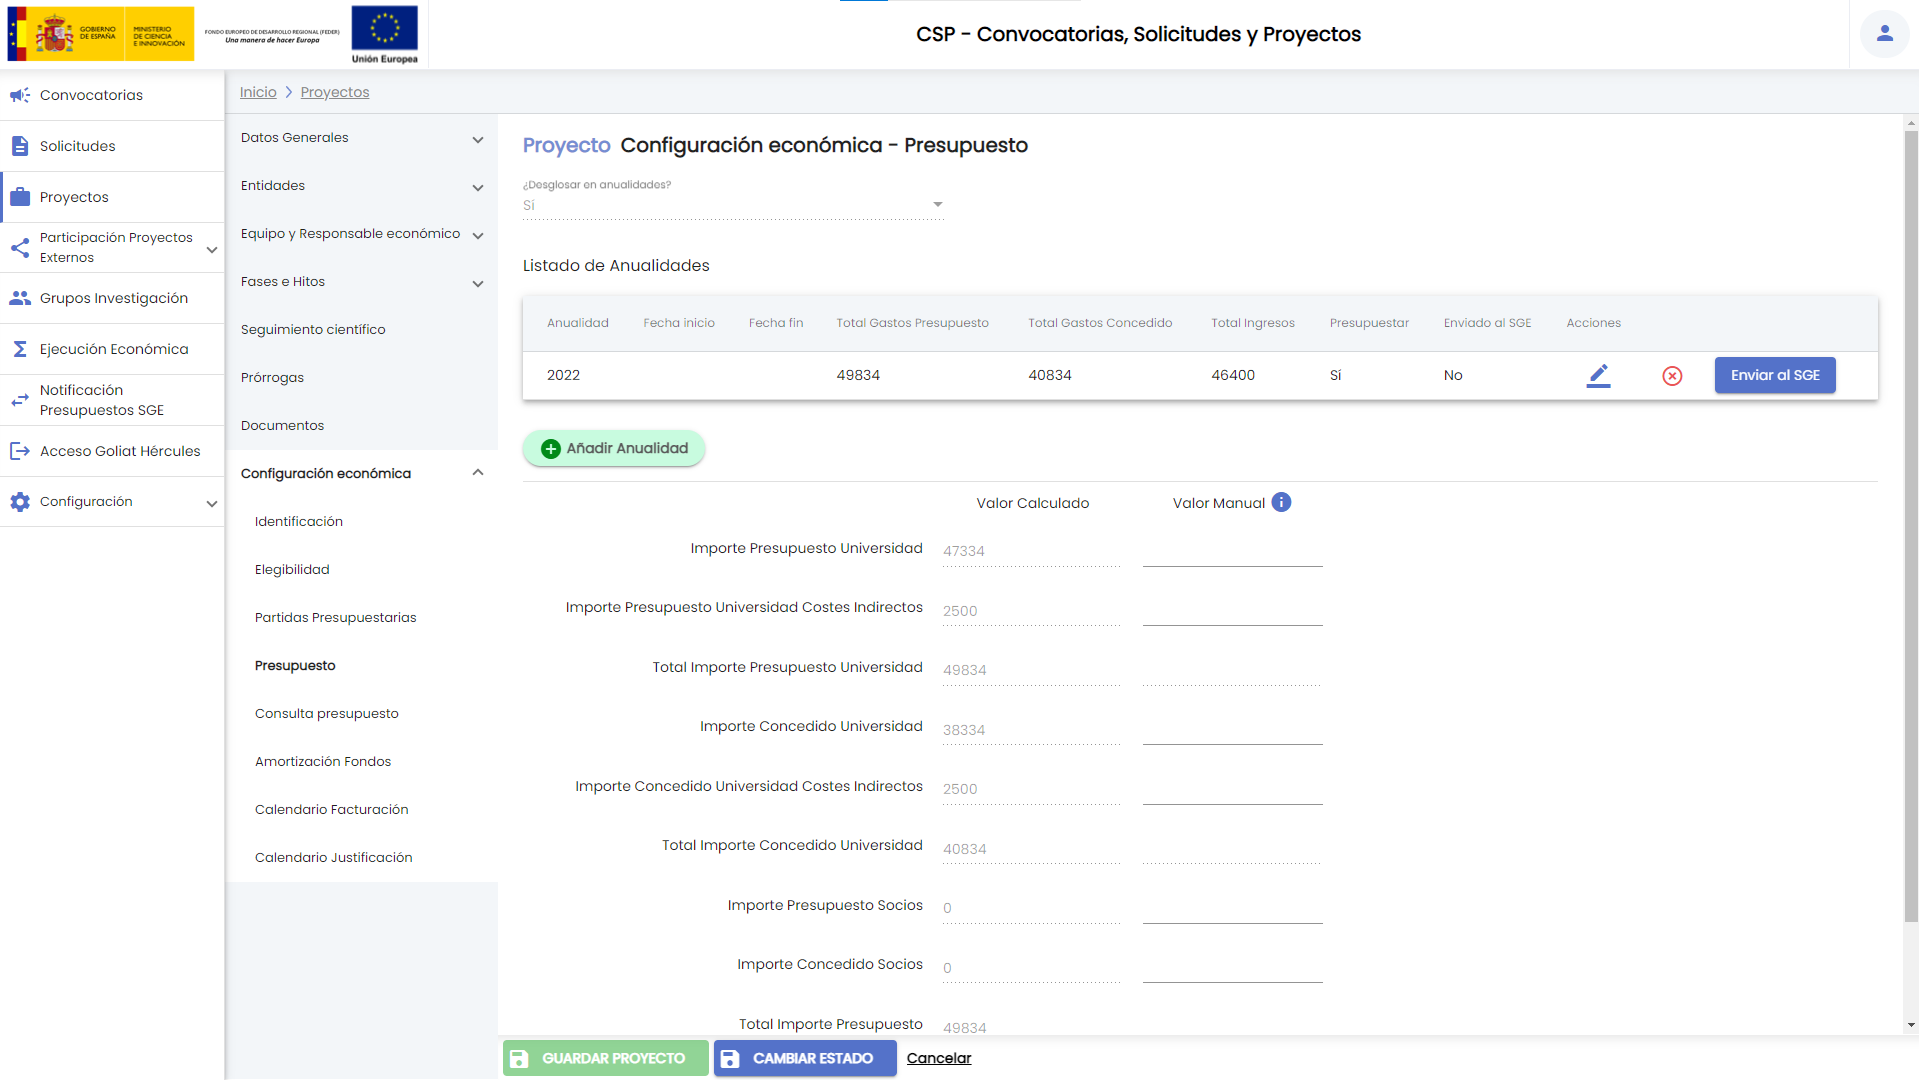 GOBIERNO
DE ESPAÑA
MINISTERIO
DE CIENCIA
E INNOVACIÓN
FONDO EUROPEO DE DESARROLLO REGIONAL (FEDER)
Una manera de hacer Europa
Unión Europea
CSP - Convocatorias, Solicitudes y Proyectos
Convocatorias
Solicitudes
Proyectos
Participación Proyectos
Externos
Grupos Investigación
Ejecución Económica
Notificación
Presupuestos SGE
Acceso Goliat Hércules
Configuración
Inicio > Proyectos
Datos Generales
Entidades
Equipo y Responsable económico
Fases e Hitos
Seguimiento científico
Prórrogas
Documentos
Configuración económica
Identificación
Elegibilidad
Partidas Presupuestarias
Presupuesto
Consulta presupuesto
Amortización Fondos
Calendario Facturación
Calendario Justificación
Proyecto Configuración económica - Presupuesto
¿Desglosar en anualidades?
Sí
Listado de Anualidades
Anualidad Fecha inicio Fecha fin Total Gastos Presupuesto Total Gastos Concedido Total Ingresos Presupuestar Enviado al SGE Acciones
2022 49834 40834 46400 Sí No Enviar al SGE
Añadir Anualidad
Valor Calculado Valor Manual i
Importe Presupuesto Universidad 47334
Importe Presupuesto Universidad Costes Indirectos 2500
Total Importe Presupuesto Universidad 49834
Importe Concedido Universidad 38334
Importe Concedido Universidad Costes Indirectos 2500
Total Importe Concedido Universidad 40834
Importe Presupuesto Socios 0
Importe Concedido Socios 0
Total Importe Presupuesto 49834
GUARDAR PROYECTO CAMBIAR ESTADO Cancelar